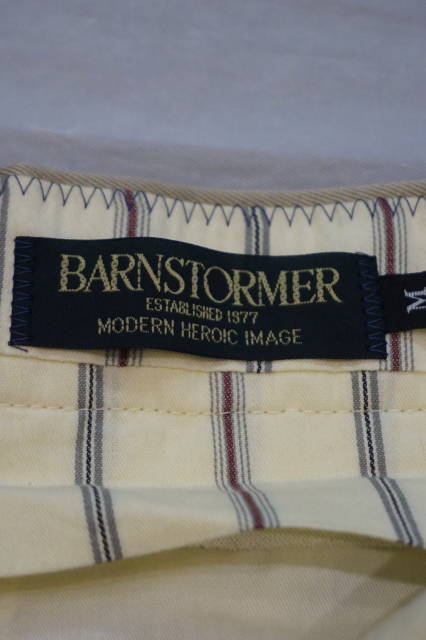 BARNSTORMER
ESTABLISHED 1977
MODERN HEROIC IMAGE
M